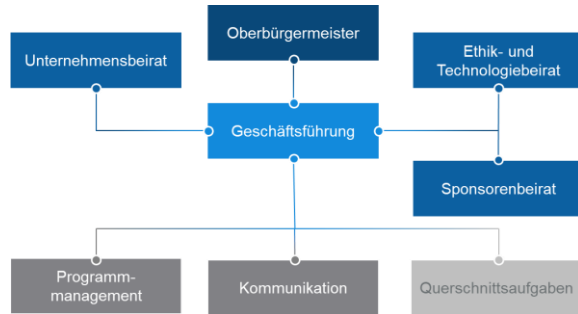 Oberbürgermeister
Unternehmensbeirat
Ethik- und
Technologiebeirat
Geschäftsführung
Sponsorenbeirat
Programm-
management
Kommunikation
Querschnittsaufgaben